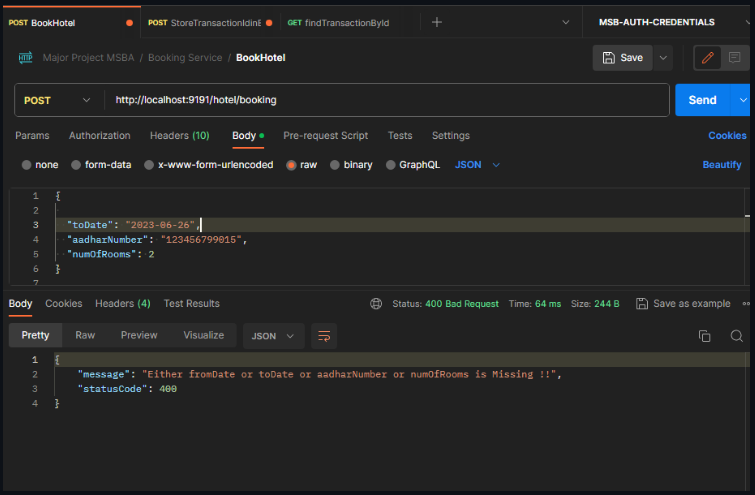 POST BookHotel
POST StoreTransactionIdinE
GET findTransactionById
MSB-AUTH-CREDENTIALS
HTTP Major Project MSBA / Booking Service / BookHotel
Save
POST http://localhost:9191/hotel/booking Send
Params Authorization Headers (10) Body Pre-request Script Tests Settings Cookies
none form-data x-www-form-urlencoded raw binary GraphQL JSON Beautify
1 {
2
3 "toDate": "2023-06-26",
4 "aadharNumber": "123456799015",
5 "numOfRooms": 2
6 }
7
Body Cookies Headers (4) Test Results Status: 400 Bad Request Time: 64 ms Size: 244 B Save as example
Pretty Raw Preview Visualize JSON
1 {
2 "message": "Either fromDate or toDate or aadharNumber or numOfRooms is Missing !!",
3 "statusCode": 400
4 }